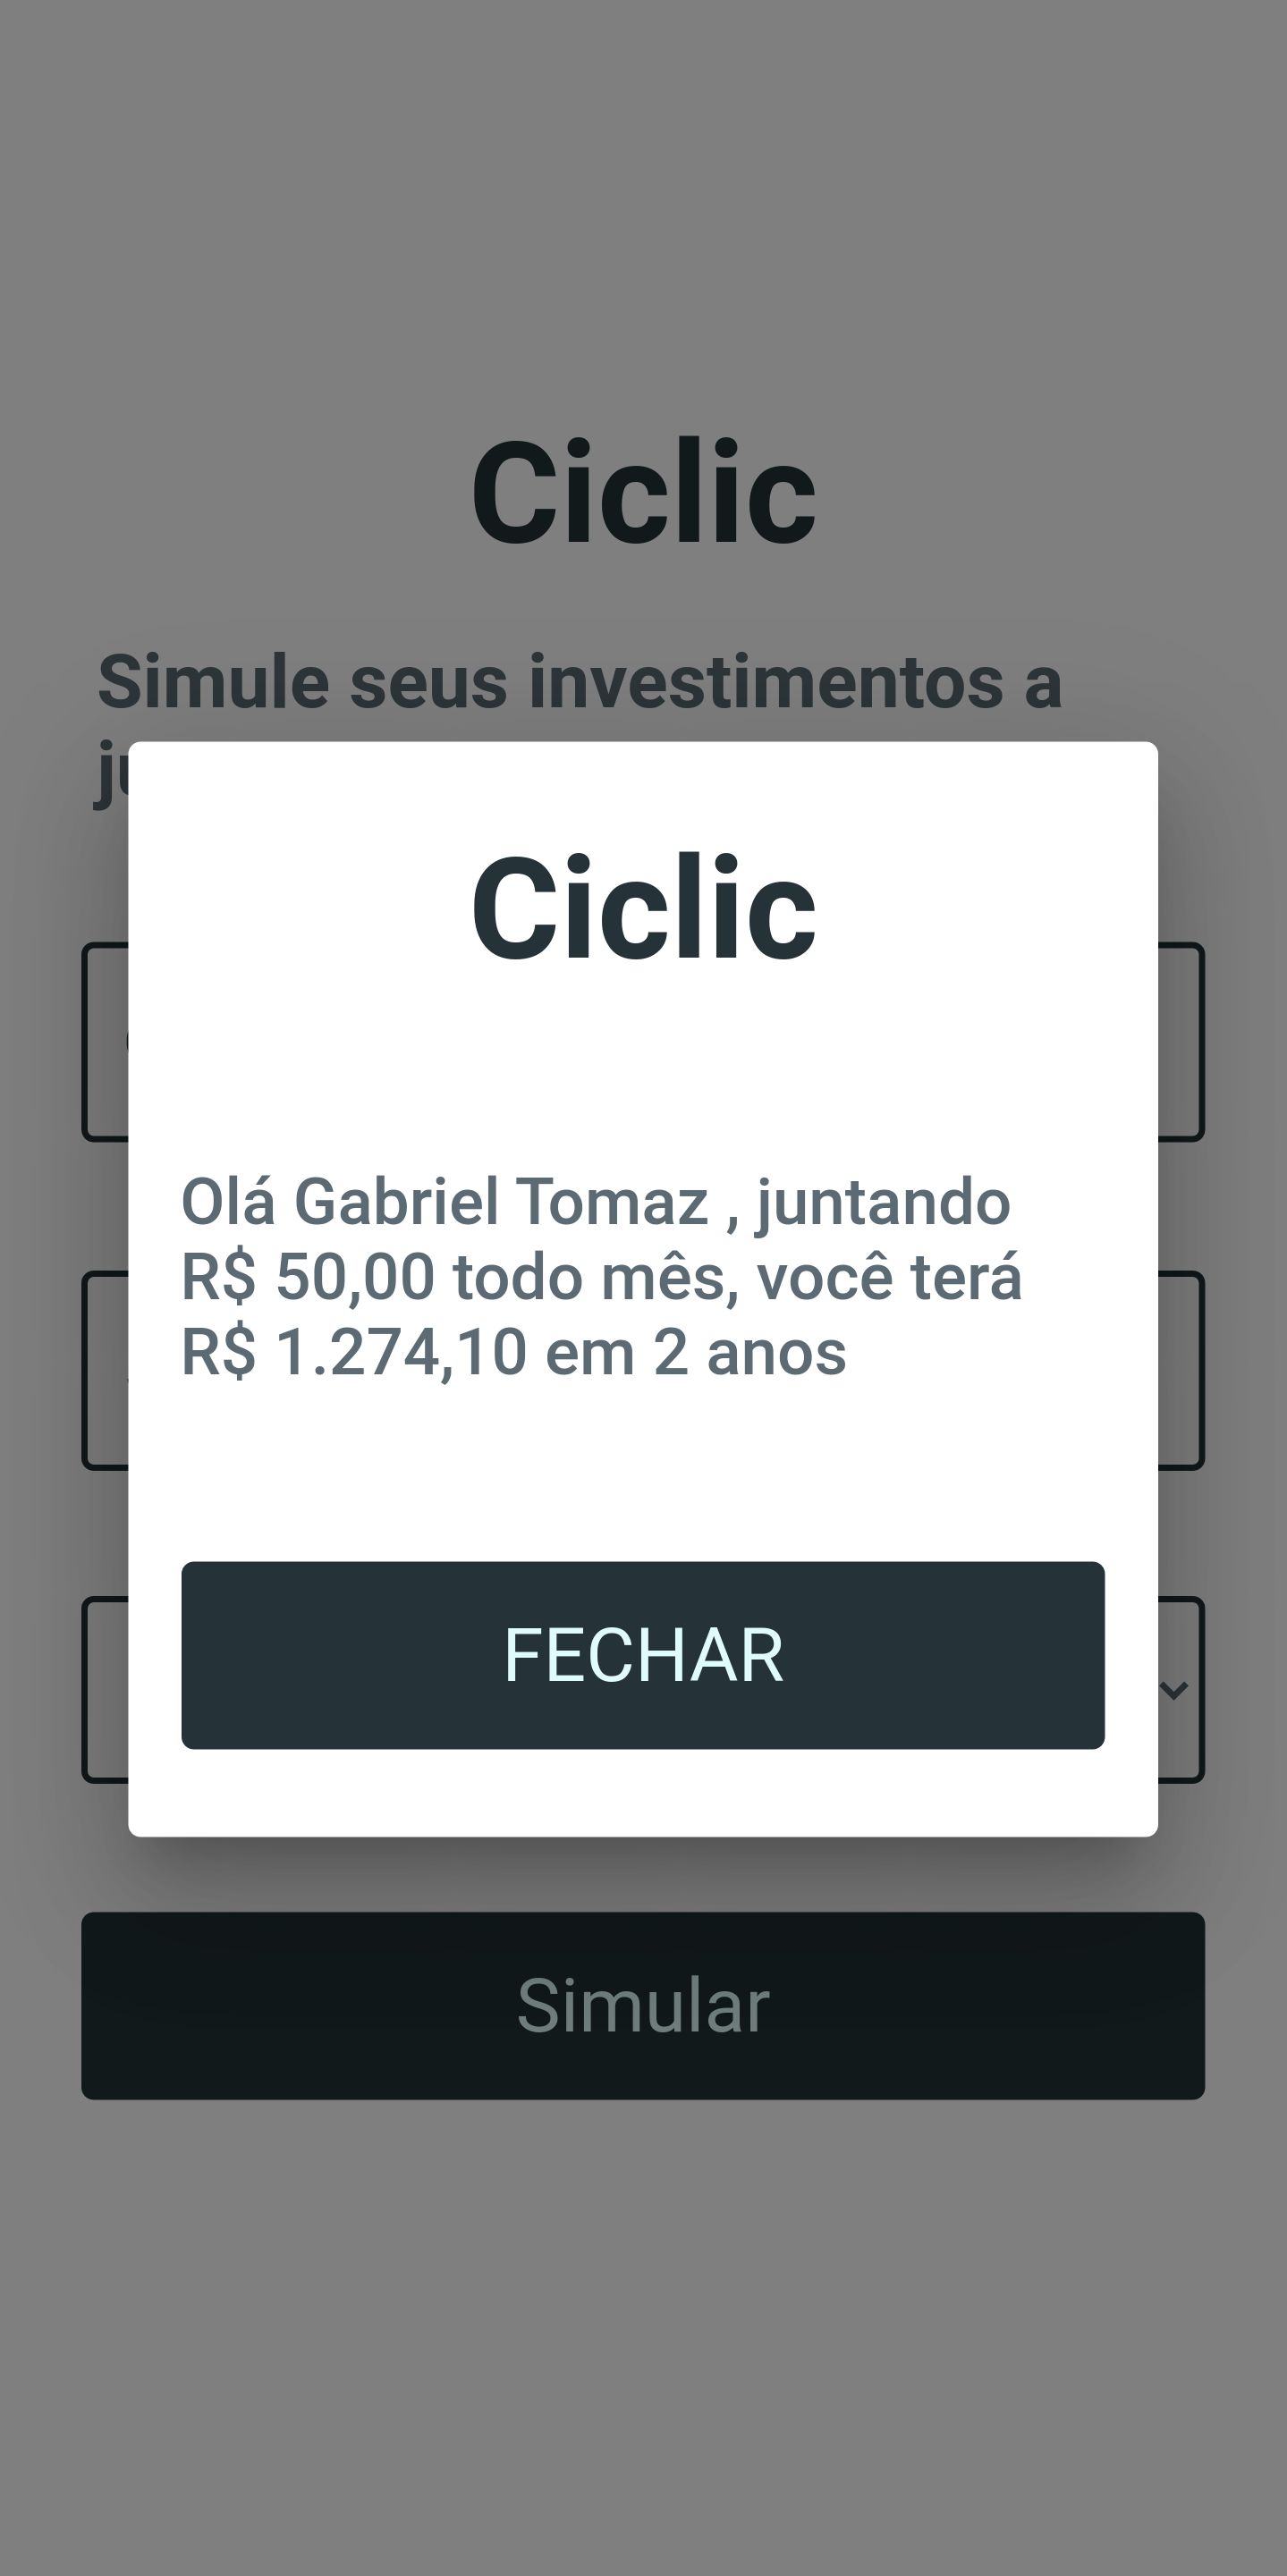 Ciclic
Simule seus investimentos a
Ciclic
Olá Gabriel Tomaz , juntando
R$ 50,00 todo mês, você terá
R$ 1.274,10 em 2 anos
FECHAR
Simular